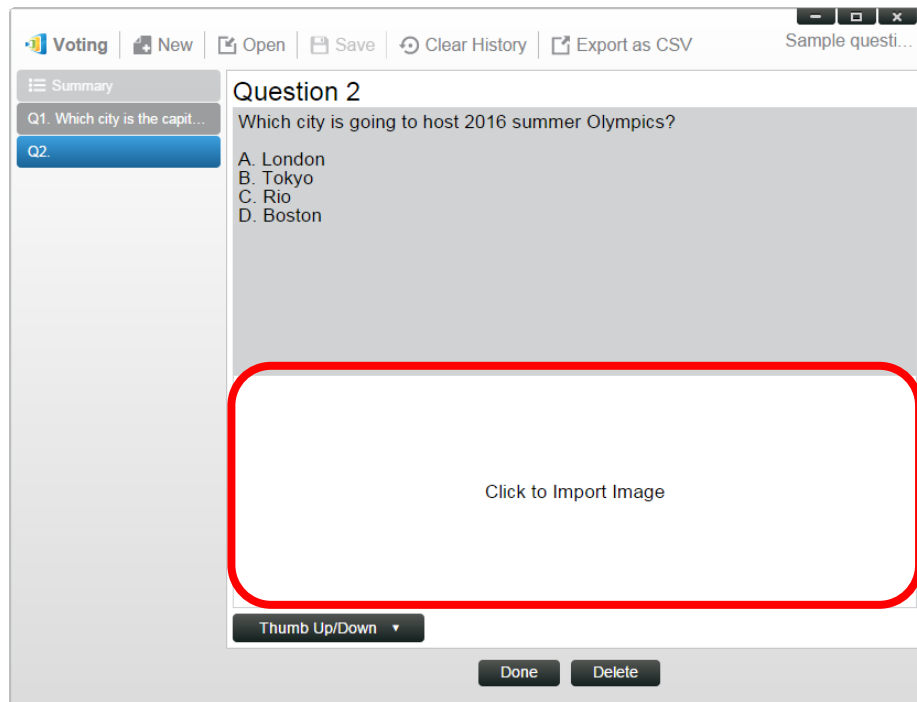 Voting New Open Save Clear History Export as CSV Sample questi...
Summary
Q1. Which city is the capit...
Q2.
Question 2
Which city is going to host 2016 summer Olympics?
A. London
B. Tokyo
C. Rio
D. Boston
Click to Import Image
Thumb Up/Down
Done Delete